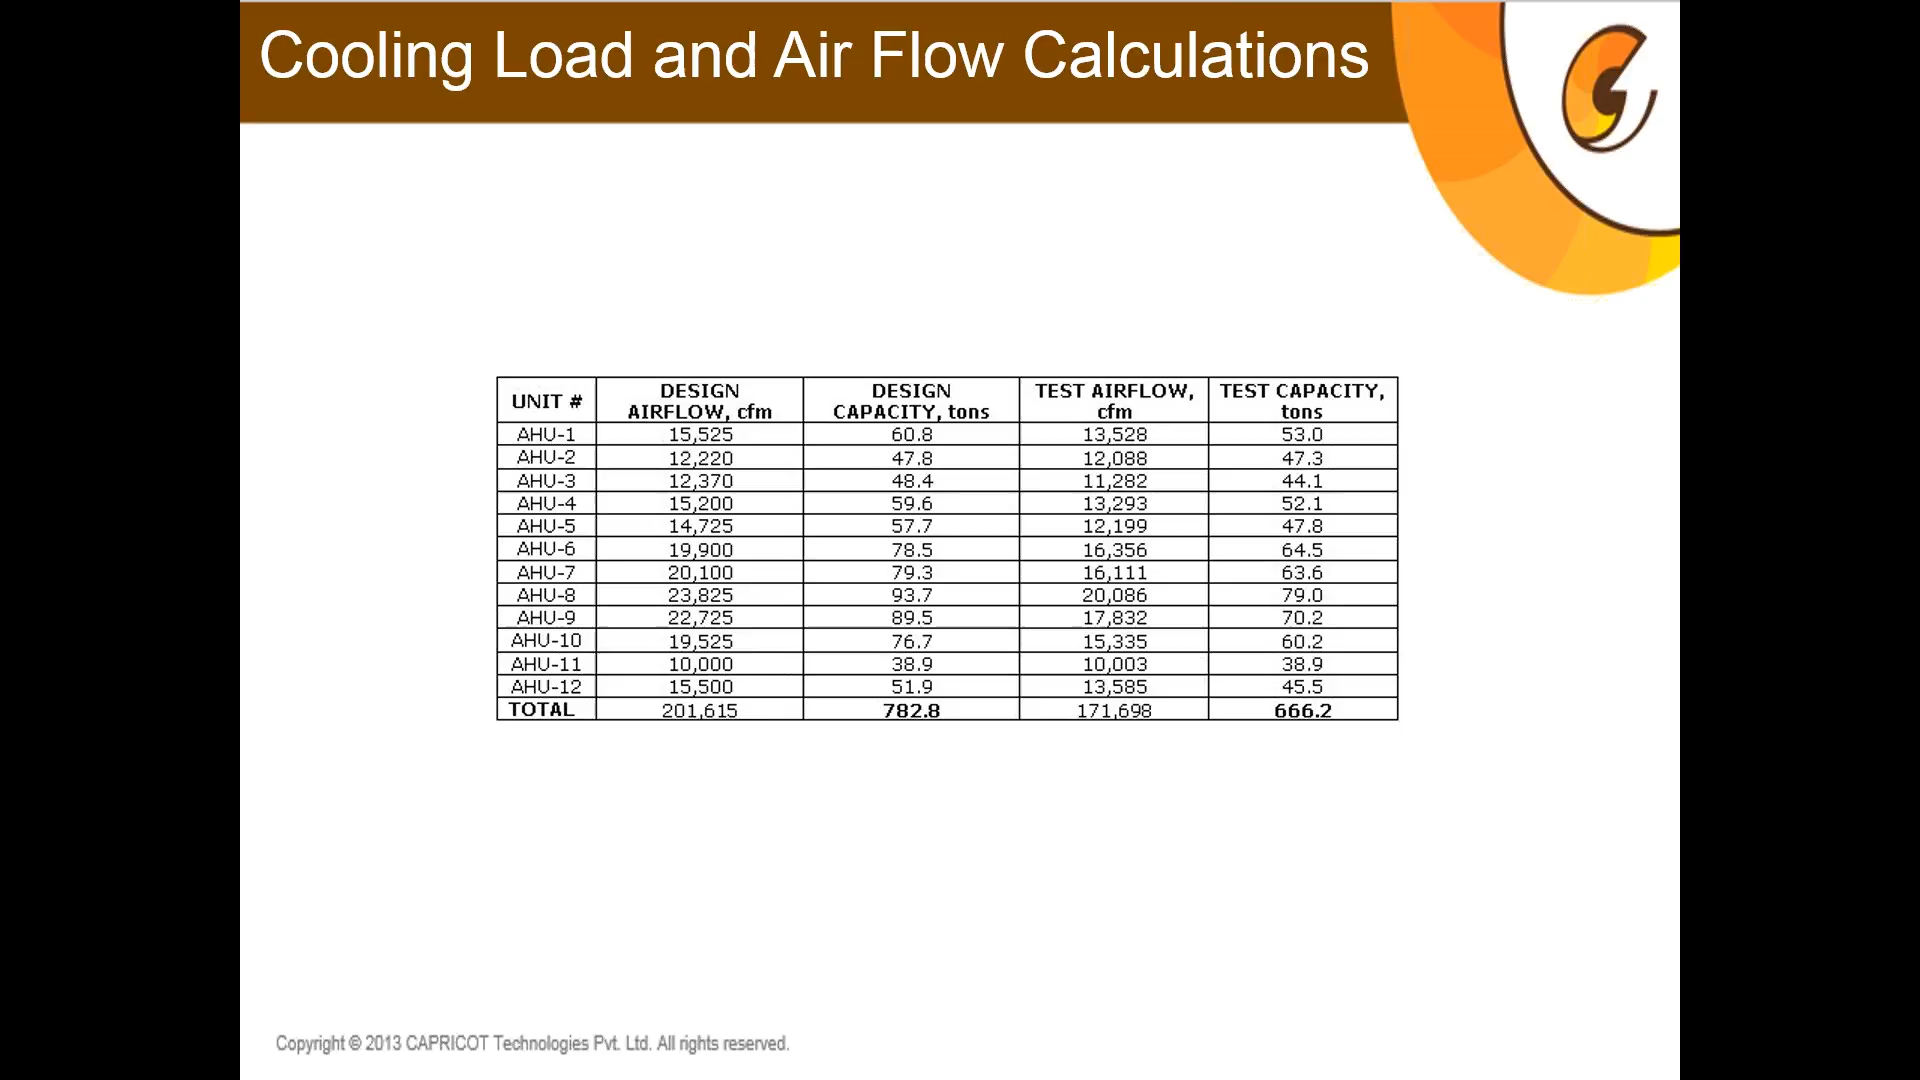 Cooling Load and Air Flow Calculations
UNIT # DESIGN AIRFLOW, cfm DESIGN CAPACITY, tons TEST AIRFLOW, cfm TEST CAPACITY, tons
AHU-1 15,525 60.8 13,528 53.0
AHU-2 12,220 47.8 12,088 47.3
AHU-3 12,370 48.4 11,282 44.1
AHU-4 15,200 59.6 13,293 52.1
AHU-5 14,725 57.7 12,199 47.8
AHU-6 19,900 78.5 16,356 64.5
AHU-7 20,100 79.3 16,111 63.6
AHU-8 23,825 93.7 20,086 79.0
AHU-9 22,725 89.5 17,832 70.2
AHU-10 19,525 76.7 15,335 60.2
AHU-11 10,000 38.9 10,003 38.9
AHU-12 15,500 51.9 13,585 45.5
TOTAL 201,615 782.8 171,698 666.2
Copyright © 2013 CAPRICOT Technologies Pvt. Ltd. All rights reserved.